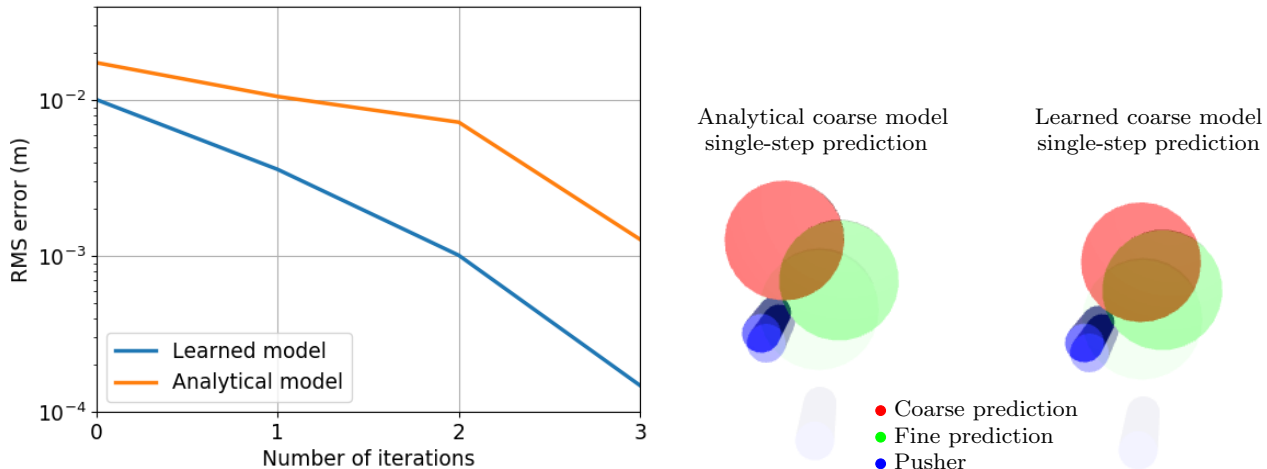 RMS error (m)
10⁻²
10⁻³
10⁻⁴
0
1
2
3
Number of iterations
Learned model
Analytical model
Analytical coarse model
single-step prediction
Learned coarse model
single-step prediction
Coarse prediction
Fine prediction
Pusher